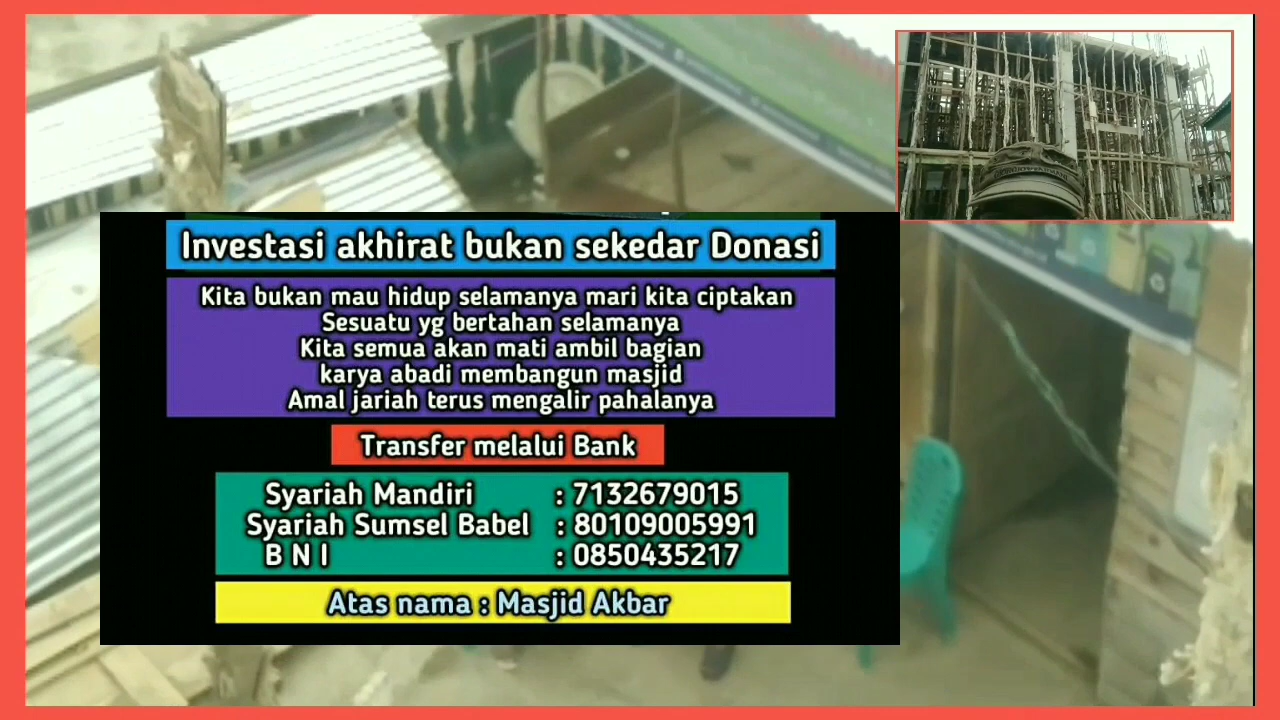 Investasi akhirat bukan sekedar Donasi
Kita bukan mau hidup selamanya mari kita ciptakan
Sesuatu yg bertahan selamanya
Kita semua akan mati ambil bagian
karya abadi membangun masjid
Amal jariah terus mengalir pahalanya
Transfer melalui Bank
Syariah Mandiri : 7132679015
Syariah Sumsel Babel : 80109005991
B N I : 0850435217
Atas nama : Masjid Akbar